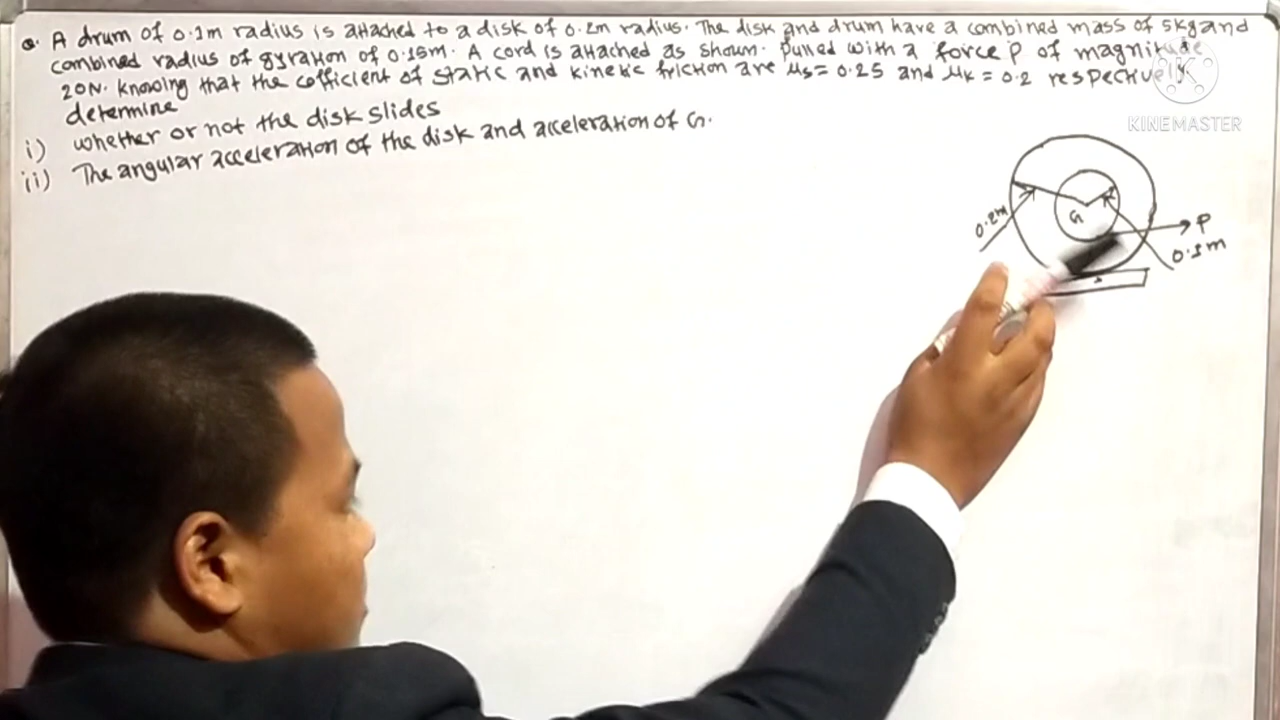 Q. A drum of 0.1m radius is attached to a disk of 0.2m radius. The disk and drum have a combined mass of 5kg and
combined radius of gyration of 0.15m. A cord is attached as shown. pulled with a force P of magnitude
20N. knowing that the cofficient of static and kinetic friction are μs = 0.25 and μk = 0.2 respectively
determine
i) whether or not the disk slides
ii) The angular acceleration of the disk and acceleration of G.
K
KINEMASTER
0.2m
G
P
0.1m